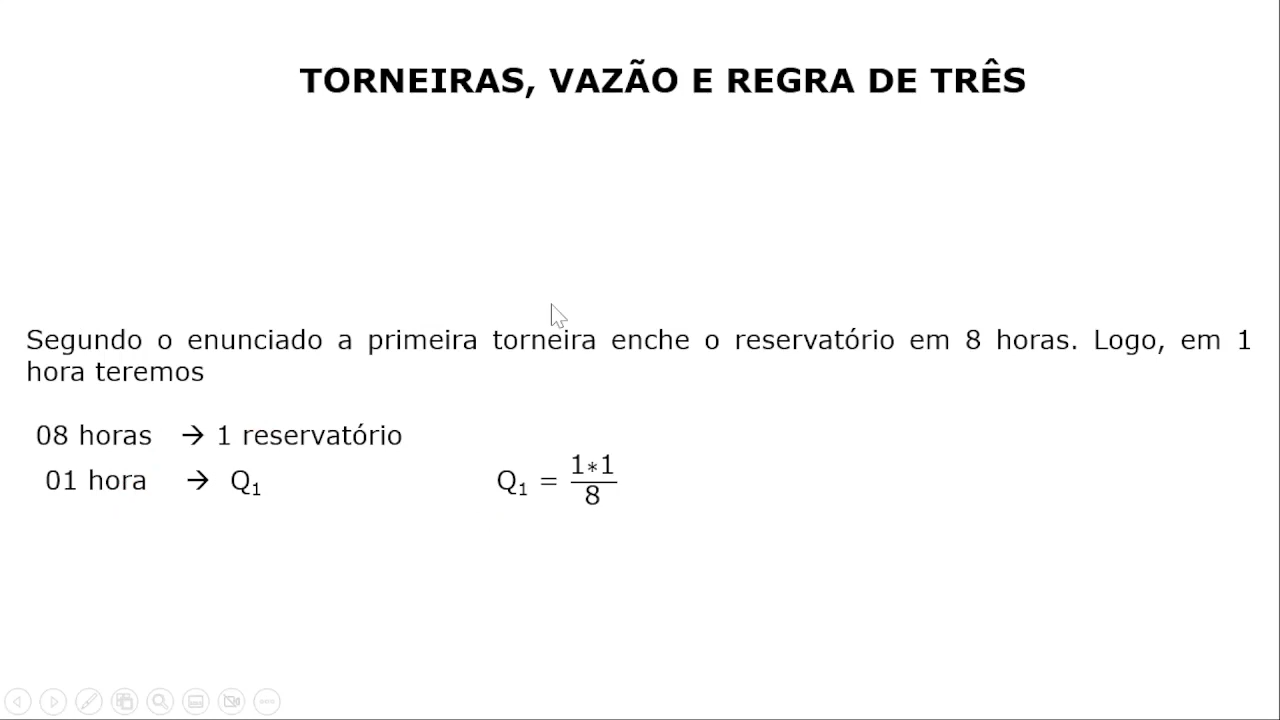 TORNEIRAS, VAZÃO E REGRA DE TRÊS
Segundo o enunciado a primeira torneira enche o reservatório em 8 horas. Logo, em 1
hora teremos
08 horas → 1 reservatório
01 hora → Q₁ Q₁ = 1*1/8